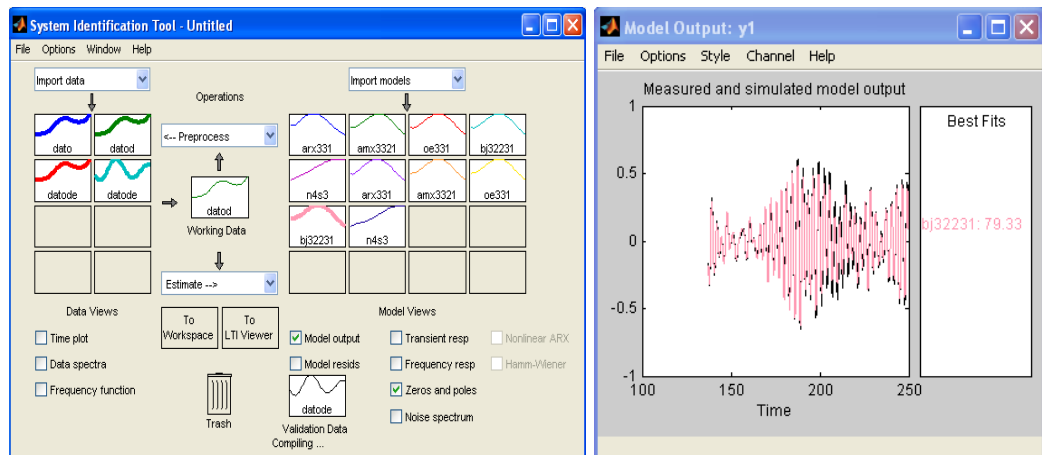 System Identification Tool - Untitled
File Options Window Help
Import data
Import models
Operations
dato datod
<-- Preprocess
arx331 amx3321 oe331 bj32231
datode datode
n4s3 arx331 amx3321 oe331
datod
Working Data
bj32231 n4s3
Estimate -->
Data Views
To Workspace
To LTI Viewer
Model Views
Time plot
Model output
Transient resp
Nonlinear ARX
Data spectra
Model resids
Frequency resp
Hamm-Wiener
Frequency function
Zeros and poles
Trash
datode
Noise spectrum
Validation Data
Compiling ...
Model Output: y1
File Options Style Channel Help
Measured and simulated model output
Best Fits
1
0.5
0
-0.5
-1
100 150 200 250
Time
bj32231: 79.33